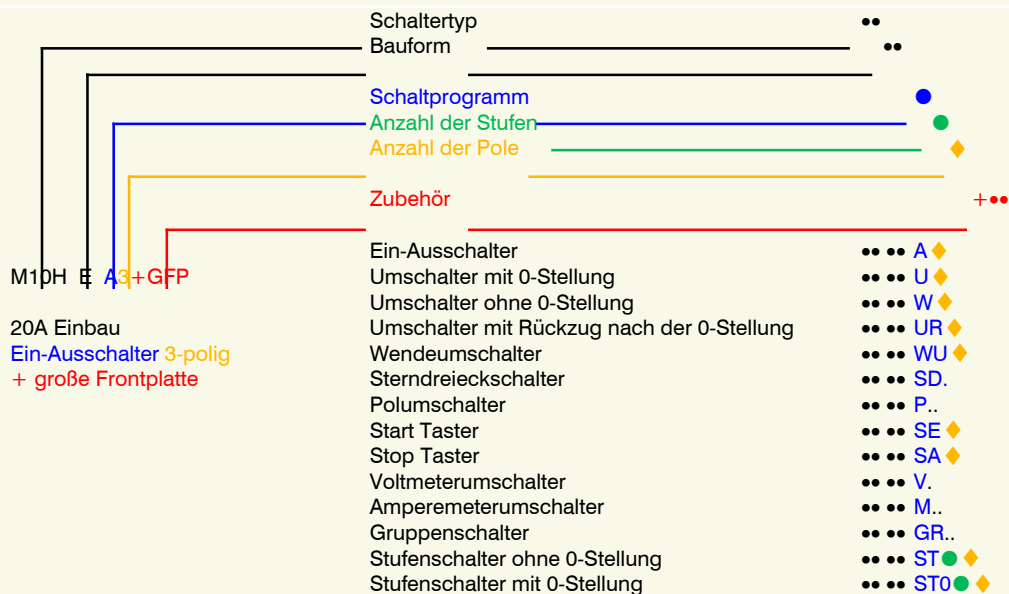 Schaltertyp ••
Bauform ••
Schaltprogramm ●
Anzahl der Stufen ●
Anzahl der Pole ◆
Zubehör +••
Ein-Ausschalter •• •• A ◆
M10H E A3+GFP
Umschalter mit 0-Stellung •• •• U ◆
Umschalter ohne 0-Stellung •• •• W ◆
20A Einbau
Umschalter mit Rückzug nach der 0-Stellung •• •• UR ◆
Ein-Ausschalter 3-polig
Wendeumschalter •• •• WU ◆
+ große Frontplatte
Sterndreieckschalter •• •• SD.
Polumschalter •• •• P..
Start Taster •• •• SE ◆
Stop Taster •• •• SA ◆
Voltmeterumschalter •• •• V.
Amperemeterumschalter •• •• M..
Gruppenschalter •• •• GR..
Stufenschalter ohne 0-Stellung •• •• ST● ◆
Stufenschalter mit 0-Stellung •• •• ST0● ◆